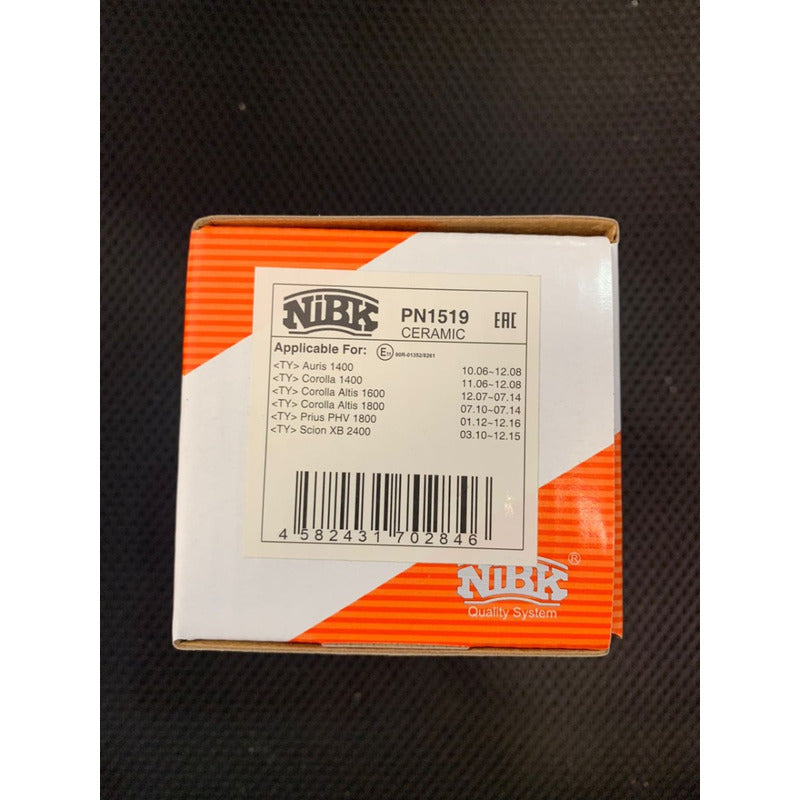 NiBK PN1519 EAC
CERAMIC
Applicable For: E11 90R-01352/8261
<TY> Auris 1400 10.06~12.08
<TY> Corolla 1400 11.06~12.08
<TY> Corolla Altis 1600 12.07~07.14
<TY> Corolla Altis 1800 07.10~07.14
<TY> Prius PHV 1800 01.12~12.16
<TY> Scion XB 2400 03.10~12.15
4 582431 702846
NiBK ®
Quality System